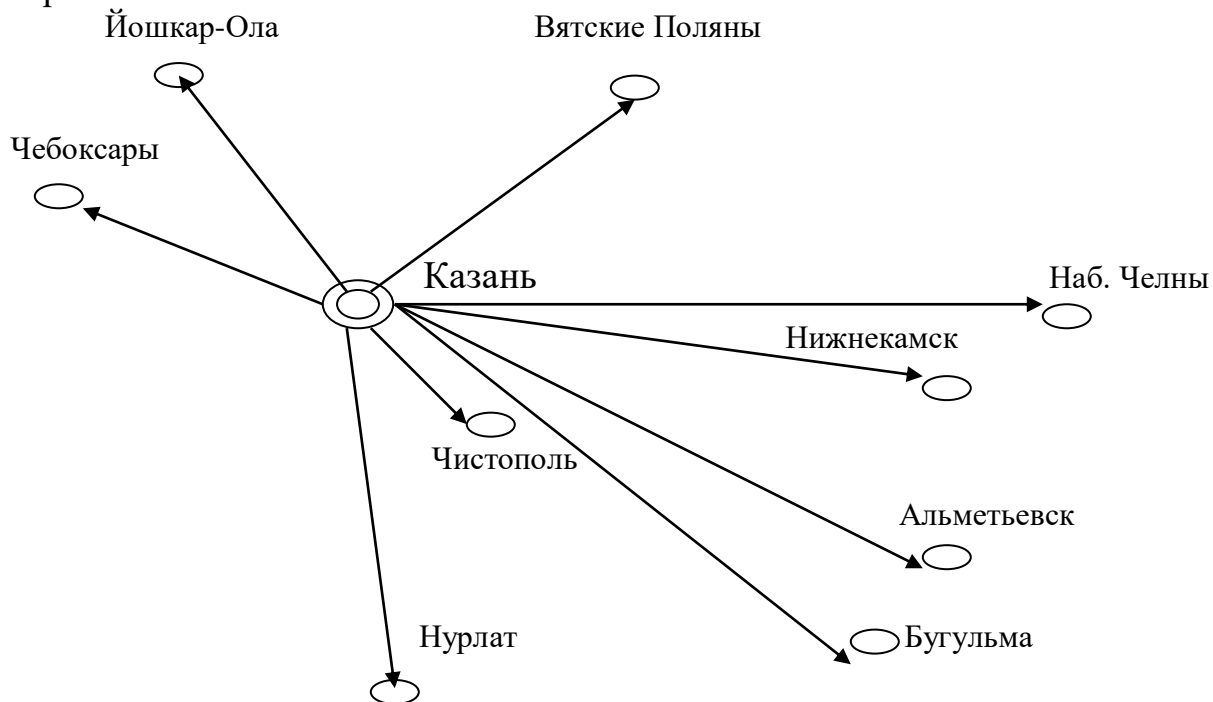 Йошкар-Ола
Вятские Поляны
Чебоксары
Казань
Наб. Челны
Нижнекамск
Чистополь
Альметьевск
Нурлат
Бугульма